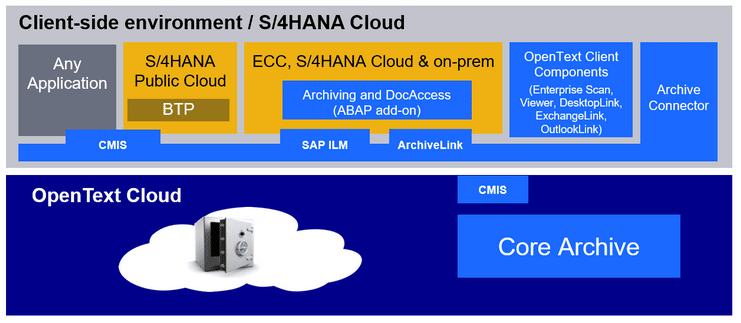 Client-side environment / S/4HANA Cloud
Any
Application
S/4HANA
Public Cloud
BTP
ECC, S/4HANA Cloud & on-prem
Archiving and DocAccess
(ABAP add-on)
OpenText Client
Components
(Enterprise Scan,
Viewer, DesktopLink,
ExchangeLink,
OutlookLink)
Archive
Connector
CMIS
SAP ILM
ArchiveLink
OpenText Cloud
CMIS
Core Archive